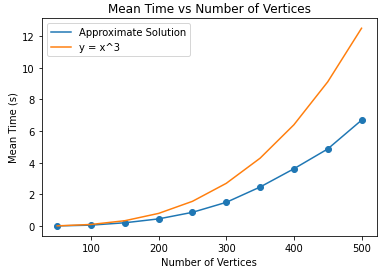 Mean Time vs Number of Vertices
Approximate Solution
y = x^3
Mean Time (s)
12
10
8
6
4
2
0
100
200
300
400
500
Number of Vertices